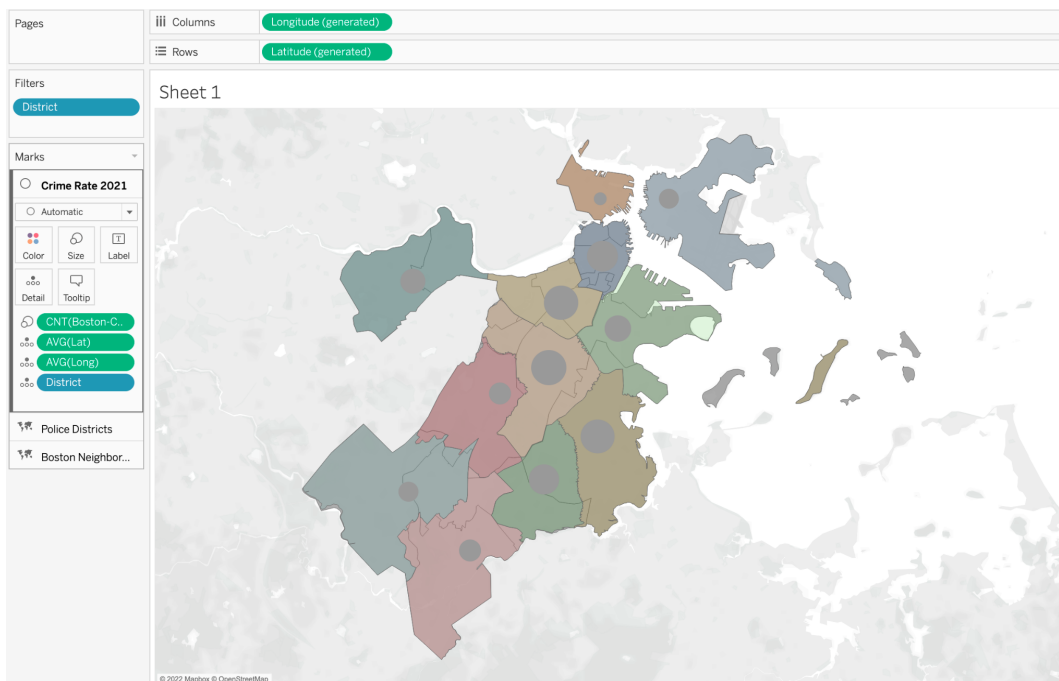 Pages
Columns
Longitude (generated)
Rows
Latitude (generated)
Filters
District
Sheet 1
Marks
Crime Rate 2021
Automatic
Color
Size
Label
Detail
Tooltip
CNT(Boston-C..
AVG(Lat)
AVG(Long)
District
Police Districts
Boston Neighbor...
© 2022 Mapbox © OpenStreetMap